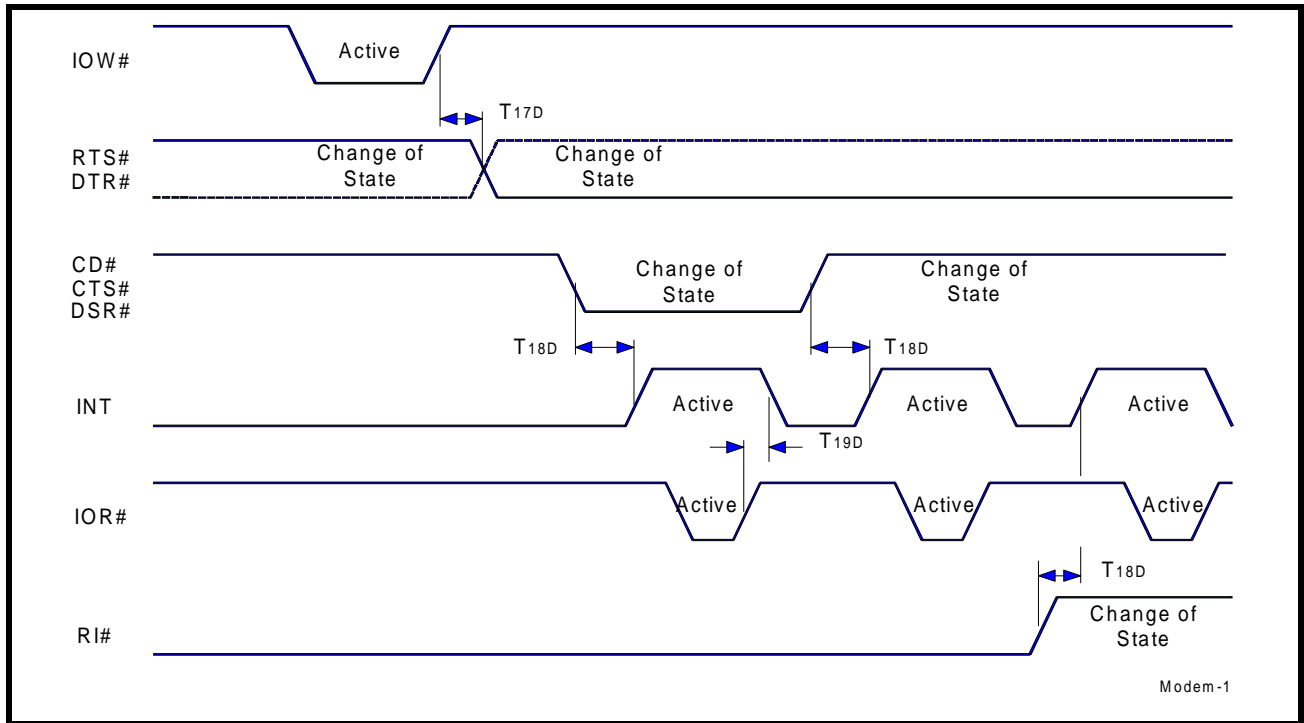 IOW#
Active
T17D
RTS#
DTR#
Change of
State
Change of
State
CD#
CTS#
DSR#
Change of
State
Change of
State
T18D
T18D
INT
Active
Active
Active
T19D
IOR#
Active
Active
Active
T18D
RI#
Change of
State
Modem-1